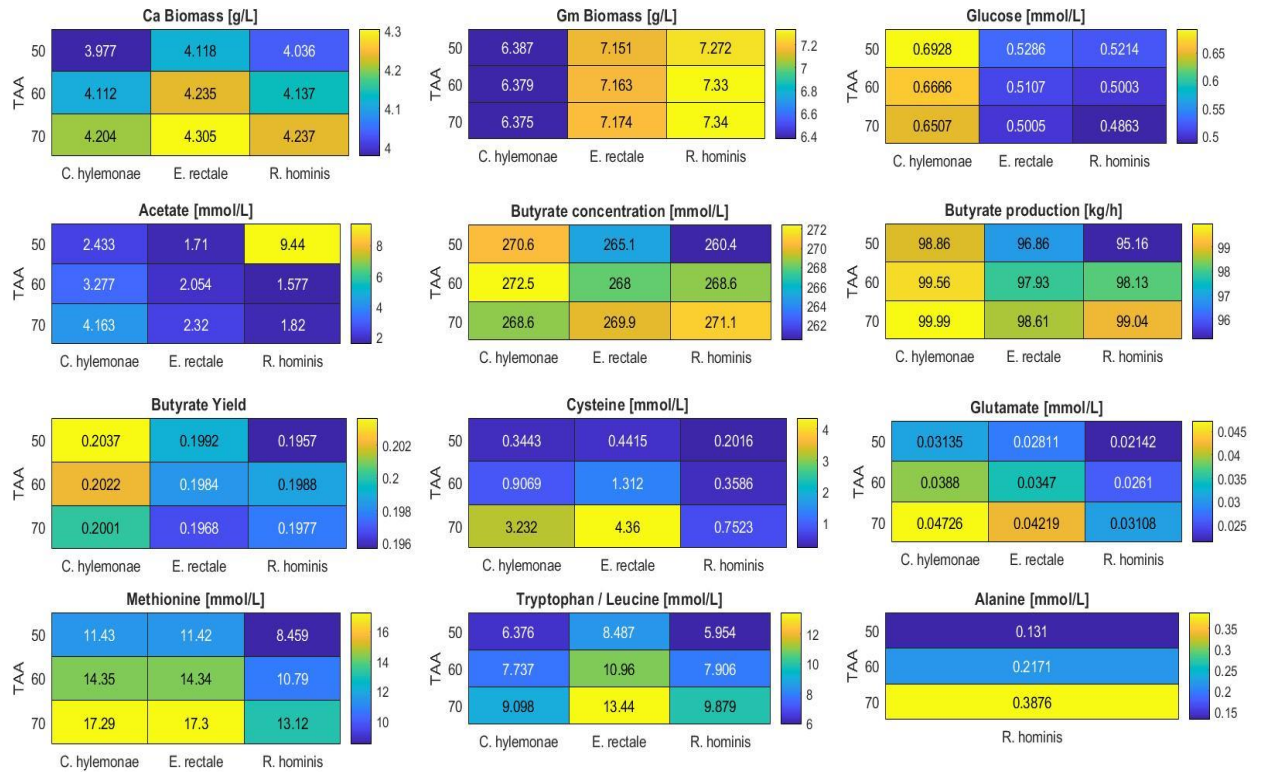 Ca Biomass [g/L]
TAA
50 3.977 4.118 4.036
60 4.112 4.235 4.137
70 4.204 4.305 4.237
C. hylemonae E. rectale R. hominis
4.3
4.2
4.1
4
Gm Biomass [g/L]
TAA
50 6.387 7.151 7.272
60 6.379 7.163 7.33
70 6.375 7.174 7.34
C. hylemonae E. rectale R. hominis
7.2
7
6.8
6.6
6.4
Glucose [mmol/L]
TAA
50 0.6928 0.5286 0.5214
60 0.6666 0.5107 0.5003
70 0.6507 0.5005 0.4863
C. hylemonae E. rectale R. hominis
0.65
0.6
0.55
0.5
Acetate [mmol/L]
TAA
50 2.433 1.71 9.44
60 3.277 2.054 1.577
70 4.163 2.32 1.82
C. hylemonae E. rectale R. hominis
8
6
4
2
Butyrate concentration [mmol/L]
TAA
50 270.6 265.1 260.4
60 272.5 268 268.6
70 268.6 269.9 271.1
C. hylemonae E. rectale R. hominis
272
270
268
266
264
262
Butyrate production [kg/h]
TAA
50 98.86 96.86 95.16
60 99.56 97.93 98.13
70 99.99 98.61 99.04
C. hylemonae E. rectale R. hominis
99
98
97
96
Butyrate Yield
TAA
50 0.2037 0.1992 0.1957
60 0.2022 0.1984 0.1988
70 0.2001 0.1968 0.1977
C. hylemonae E. rectale R. hominis
0.202
0.2
0.198
0.196
Cysteine [mmol/L]
TAA
50 0.3443 0.4415 0.2016
60 0.9069 1.312 0.3586
70 3.232 4.36 0.7523
C. hylemonae E. rectale R. hominis
4
3
2
1
Glutamate [mmol/L]
TAA
50 0.03135 0.02811 0.02142
60 0.0388 0.0347 0.0261
70 0.04726 0.04219 0.03108
C. hylemonae E. rectale R. hominis
0.045
0.04
0.035
0.03
0.025
Methionine [mmol/L]
TAA
50 11.43 11.42 8.459
60 14.35 14.34 10.79
70 17.29 17.3 13.12
C. hylemonae E. rectale R. hominis
16
14
12
10
Tryptophan / Leucine [mmol/L]
TAA
50 6.376 8.487 5.954
60 7.737 10.96 7.906
70 9.098 13.44 9.879
C. hylemonae E. rectale R. hominis
12
10
8
6
Alanine [mmol/L]
TAA
50 0.131
60 0.2171
70 0.3876
R. hominis
0.35
0.3
0.25
0.2
0.15